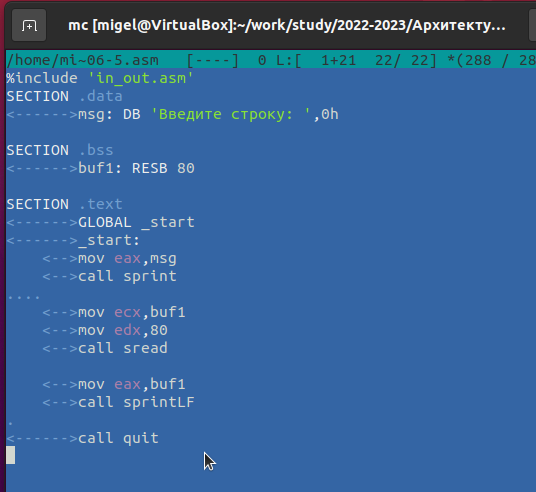 mc [migel@VirtualBox]:~/work/study/2022-2023/Архитекту...
/home/mi~06-5.asm [----] 0 L:[ 1+21 22/ 22] *(288 / 28
%include 'in_out.asm'
SECTION .data
<------>msg: DB 'Введите строку: ',0h
SECTION .bss
<------>buf1: RESB 80
SECTION .text
<------>GLOBAL _start
<------>_start:
<-->mov eax,msg
<-->call sprint
....
<-->mov ecx,buf1
<-->mov edx,80
<-->call sread
<-->mov eax,buf1
<-->call sprintLF
.
<------>call quit